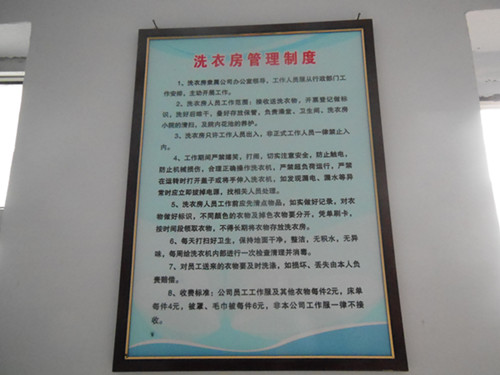 洗衣房管理制度
1、洗衣房隶属公司办公室领导,工作人员服从行政部门工
作安排,主动开展工作。
2、洗衣房人员工作范围:接收送洗衣物,开票登记做标
识,洗好后晾干,叠好存放保管,负责澡堂、卫生间、洗衣房
小院的清扫,及院内花池的养护。
3、洗衣房只许工作人员出入,非正式工作人员一律禁止入
内。
4、工作期间严禁嬉笑,打闹,切实注意安全,防止触电,
防止机械损伤,合理正确操作洗衣机,严禁超负荷运行,严禁
在运转时打开盖子或将手伸入洗衣机,如发现漏电、漏水等异
常时应立即拔掉电源,找相关人员处理。
5、洗衣房人员工作前应先清点物品,如实做好记录,对衣
物做好标识,不同颜色的衣物及掉色衣物要分开,凭单刷卡,
按时间段领取衣物,不得长期将衣物存放洗衣房。
6、每天打扫好卫生,保持地面干净,整洁,无积水,无异
味,每周给洗衣机内部进行一次检查清理并消毒。
7、对员工送来的衣物要及时洗涤,如损坏、丢失由本人负
责赔偿。
8、收费标准:公司员工工作服及其他衣物每件2元,床单
每件4元,被罩、毛巾被每件6元,非本公司工作服一律不接
收。